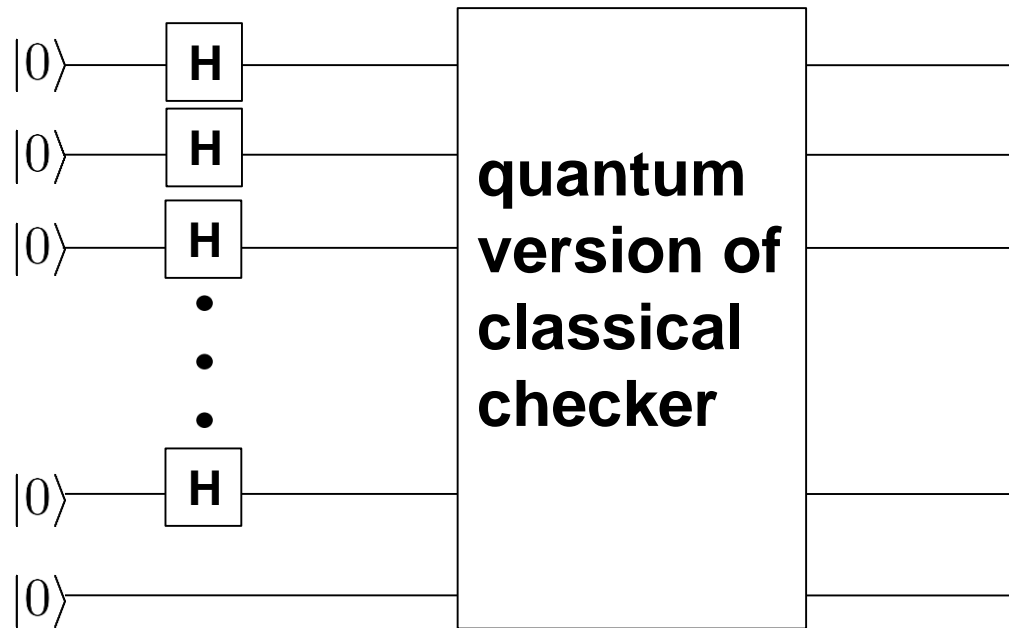 |0⟩ H
|0⟩ H
|0⟩ H
quantum
version of
classical
checker
|0⟩ H
|0⟩